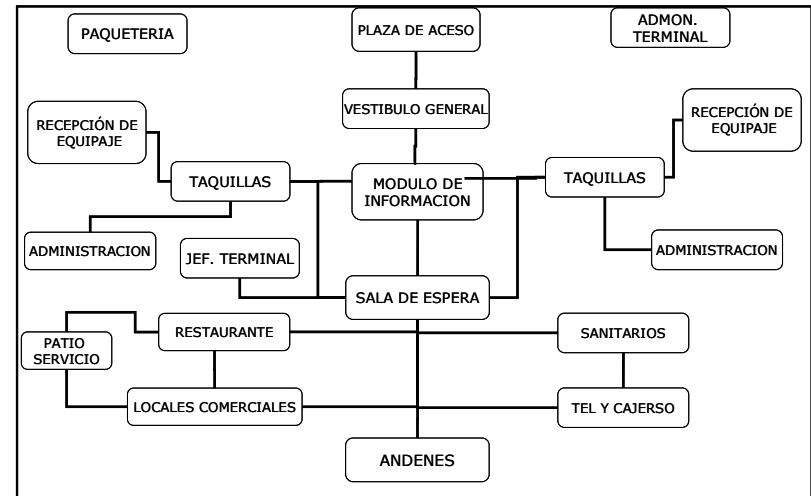 PAQUETERIA
PLAZA DE ACESO
ADMON.
TERMINAL
VESTIBULO GENERAL
RECEPCIÓN DE
EQUIPAJE
RECEPCIÓN DE
EQUIPAJE
TAQUILLAS
MODULO DE
INFORMACION
TAQUILLAS
ADMINISTRACION
JEF. TERMINAL
ADMINISTRACION
SALA DE ESPERA
PATIO
SERVICIO
RESTAURANTE
SANITARIOS
LOCALES COMERCIALES
TEL Y CAJERSO
ANDENES